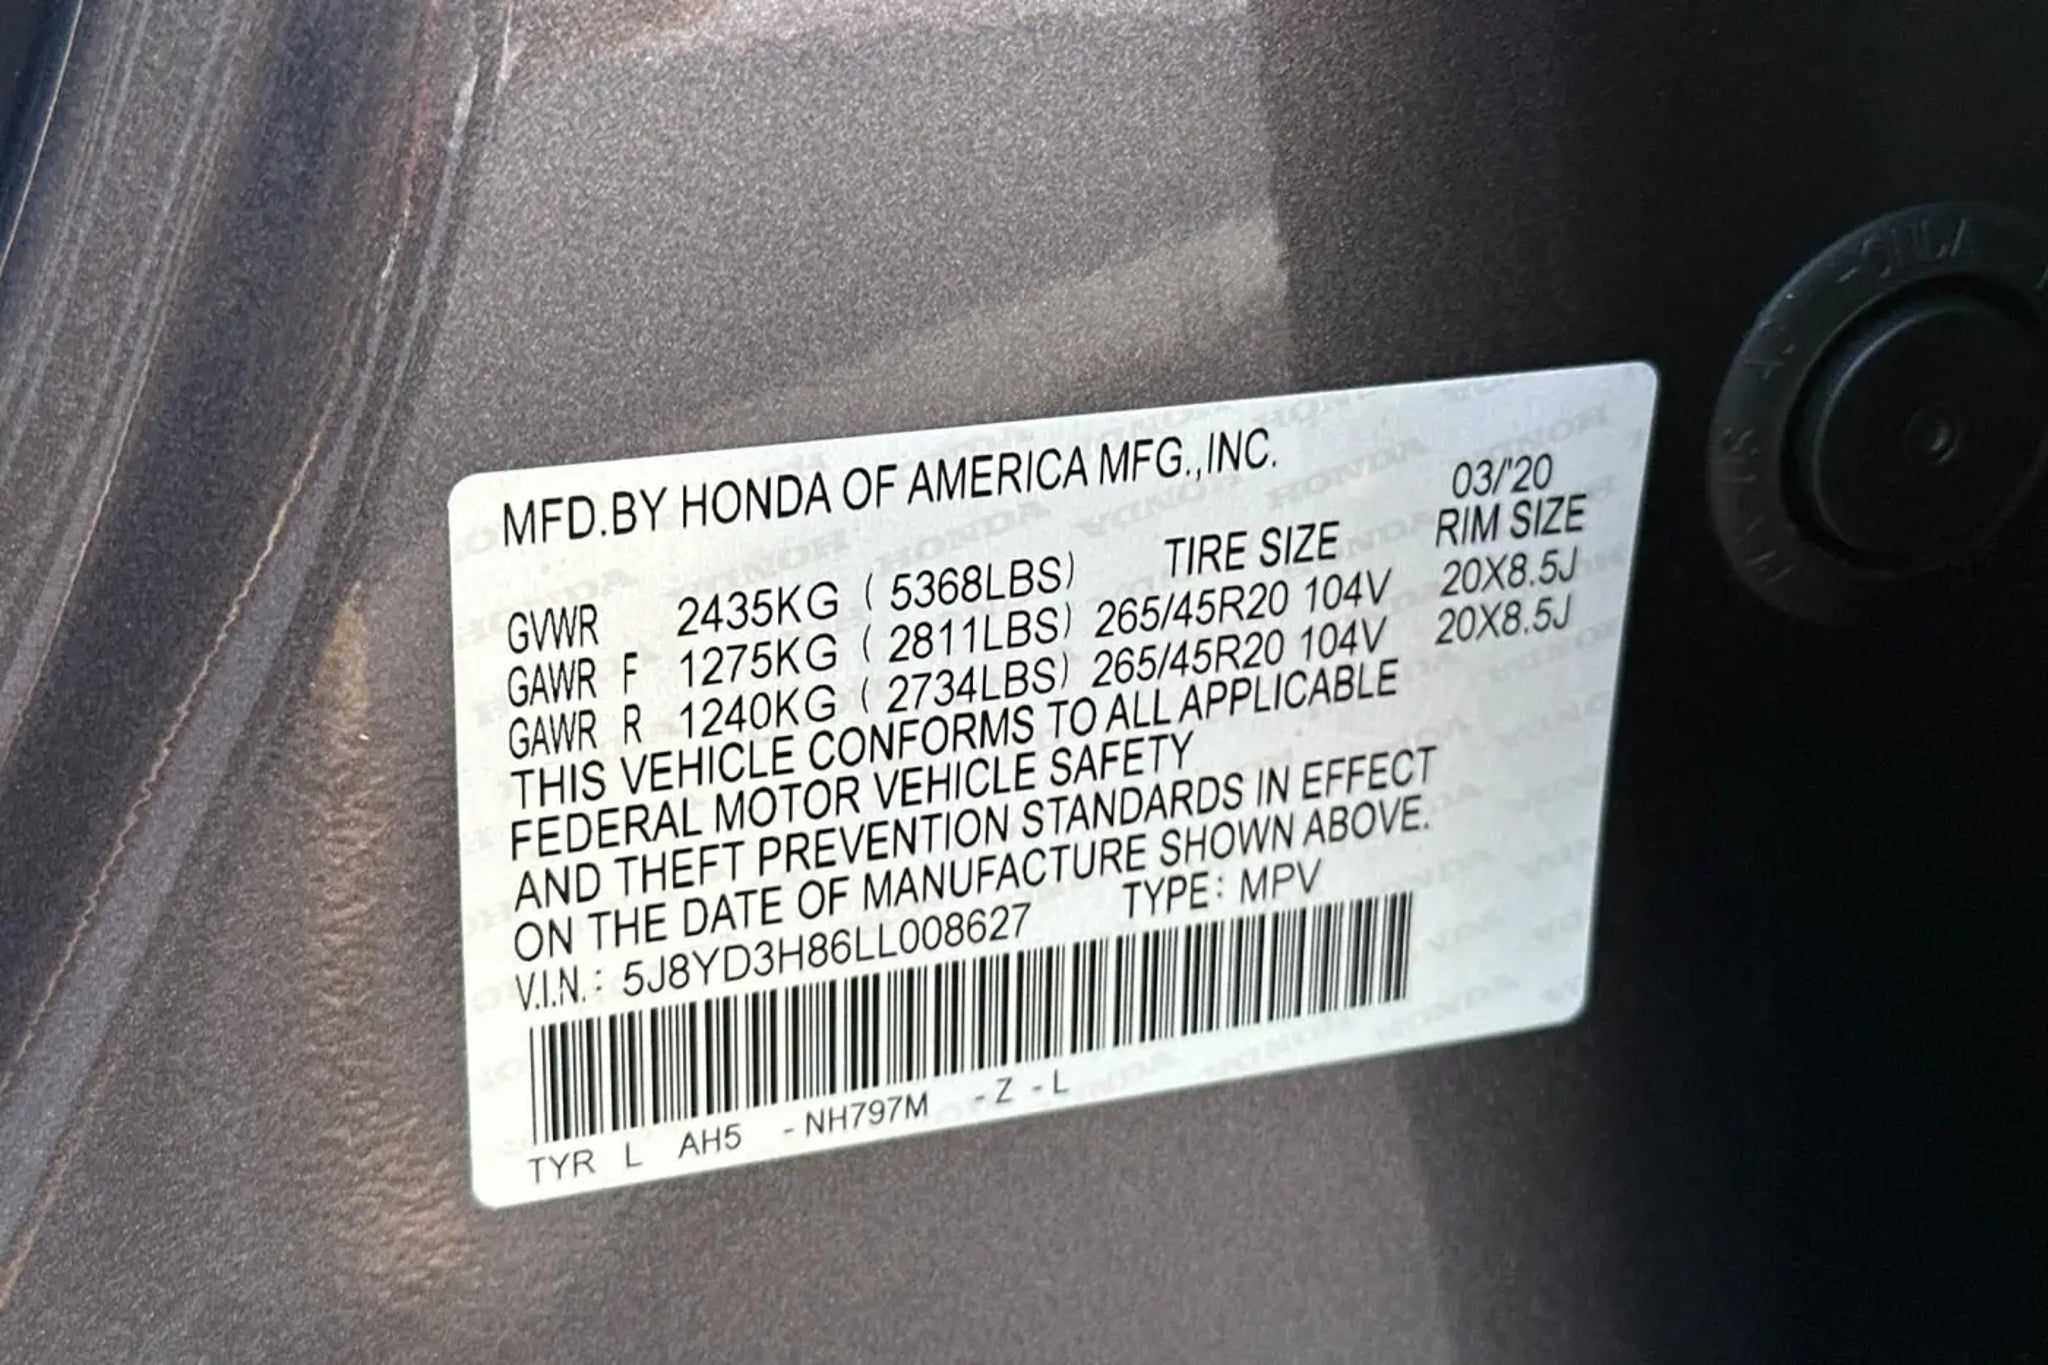 MFD.BY HONDA OF AMERICA MFG.,INC.
03/'20
TIRE SIZE RIM SIZE
GVWR 2435KG ( 5368LBS)
GAWR F 1275KG ( 2811LBS) 265/45R20 104V 20X8.5J
GAWR R 1240KG ( 2734LBS) 265/45R20 104V 20X8.5J
THIS VEHICLE CONFORMS TO ALL APPLICABLE
FEDERAL MOTOR VEHICLE SAFETY
AND THEFT PREVENTION STANDARDS IN EFFECT
ON THE DATE OF MANUFACTURE SHOWN ABOVE.
V.I.N.: 5J8YD3H86LL008627 TYPE: MPV
TYR L AH5 -NH797M -Z -L